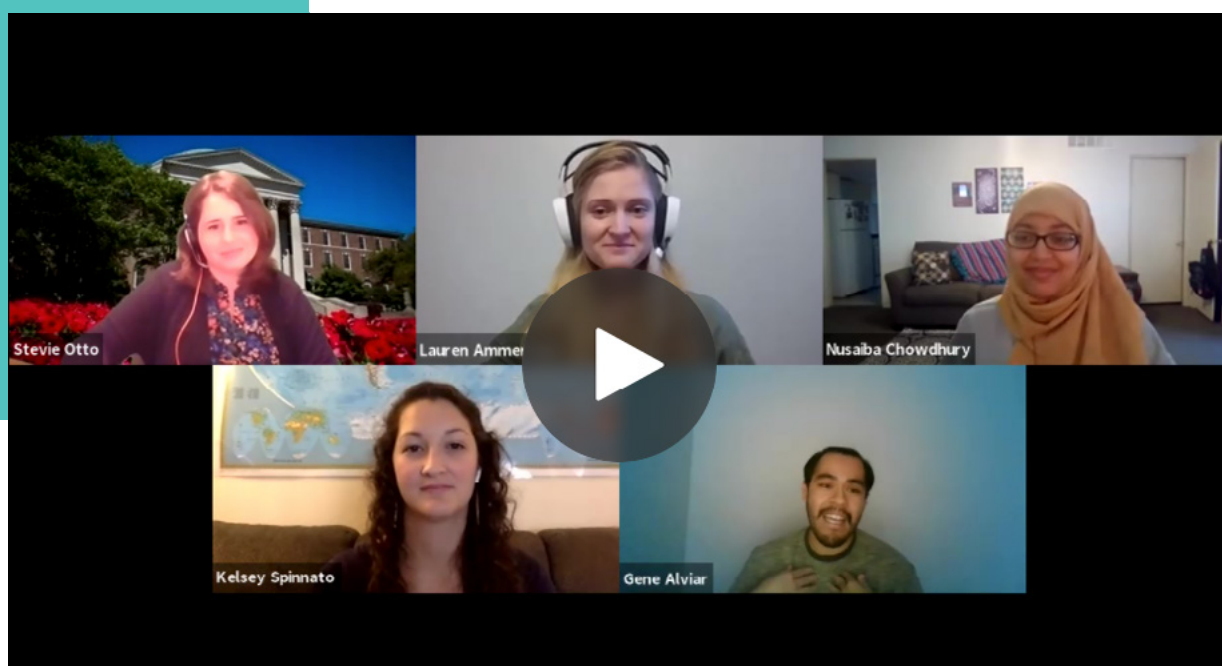 Stevie Otto
Lauren Ammer
Nusaiba Chowdhury
Kelsey Spinnato
Gene Alviar